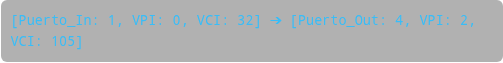 [Puerto_In: 1, VPI: 0, VCI: 32] → [Puerto_Out: 4, VPI: 2,
VCI: 105]